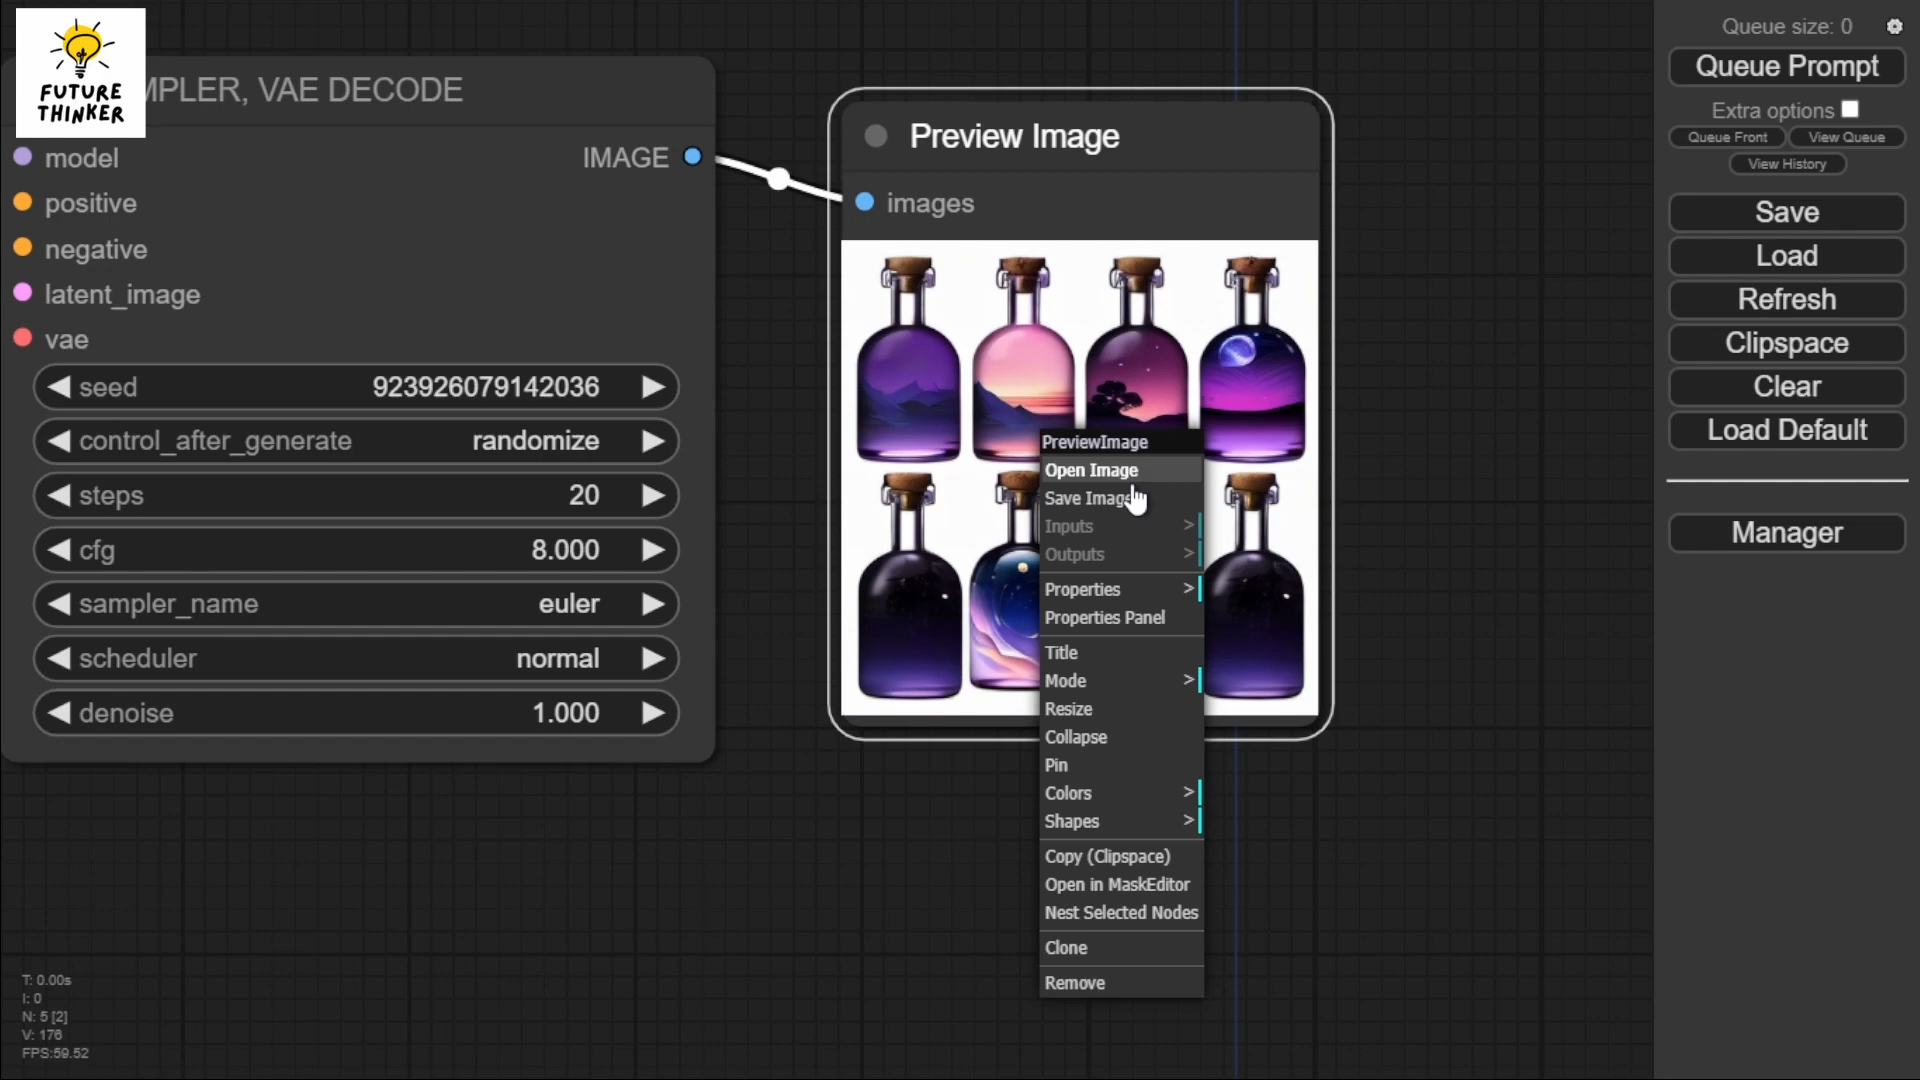 FUTURE
THINKER
MPLER, VAE DECODE
model
IMAGE
positive
negative
latent_image
vae
seed 923926079142036
control_after_generate randomize
steps 20
cfg 8.000
sampler_name euler
scheduler normal
denoise 1.000
Preview Image
images
PreviewImage
Open Image
Save Image
Inputs >
Outputs >
Properties >
Properties Panel
Title
Mode >
Resize
Collapse
Pin
Colors >
Shapes >
Copy (Clipspace)
Open in MaskEditor
Nest Selected Nodes
Clone
Remove
Queue size: 0
Queue Prompt
Extra options
Queue Front View Queue
View History
Save
Load
Refresh
Clipspace
Clear
Load Default
Manager
T: 0.00s
I: 0
N: 5 [2]
V: 176
FPS:59.52